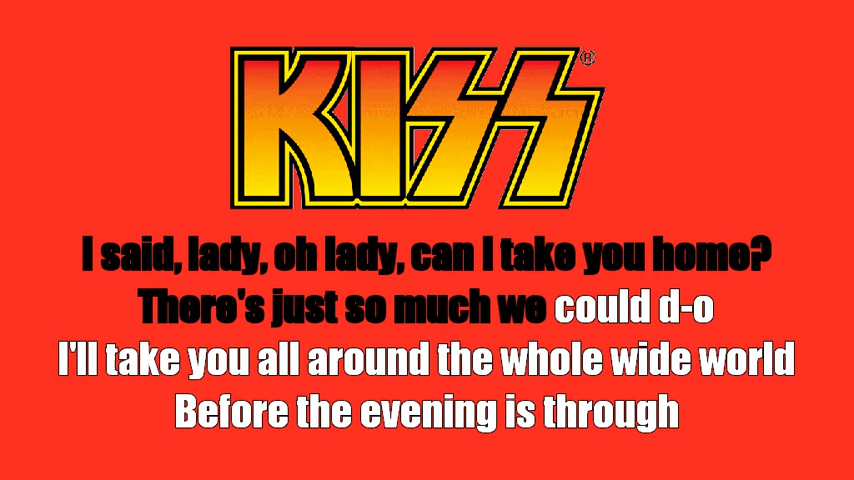 KISS®
I said, lady, oh lady, can I take you home?
There's just so much we could d-o
I'll take you all around the whole wide world
Before the evening is through